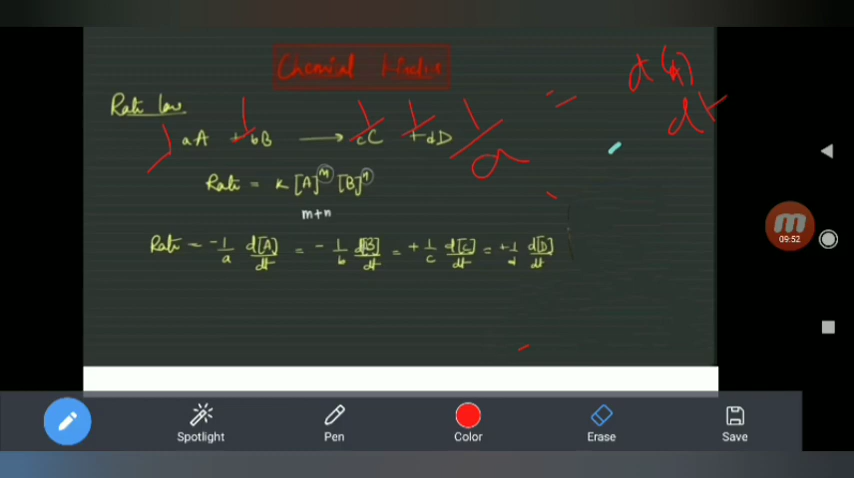 Chemical Kinetics
Rate law
aA + bB ⟶ cC + dD
Rate = k [A]^m [B]^n
m+n
Rate = -1/a d[A]/dt = -1/b d[B]/dt = +1/c d[C]/dt = +1/d d[D]/dt
1/a
=
dt
09:52
Spotlight
Pen
Color
Erase
Save